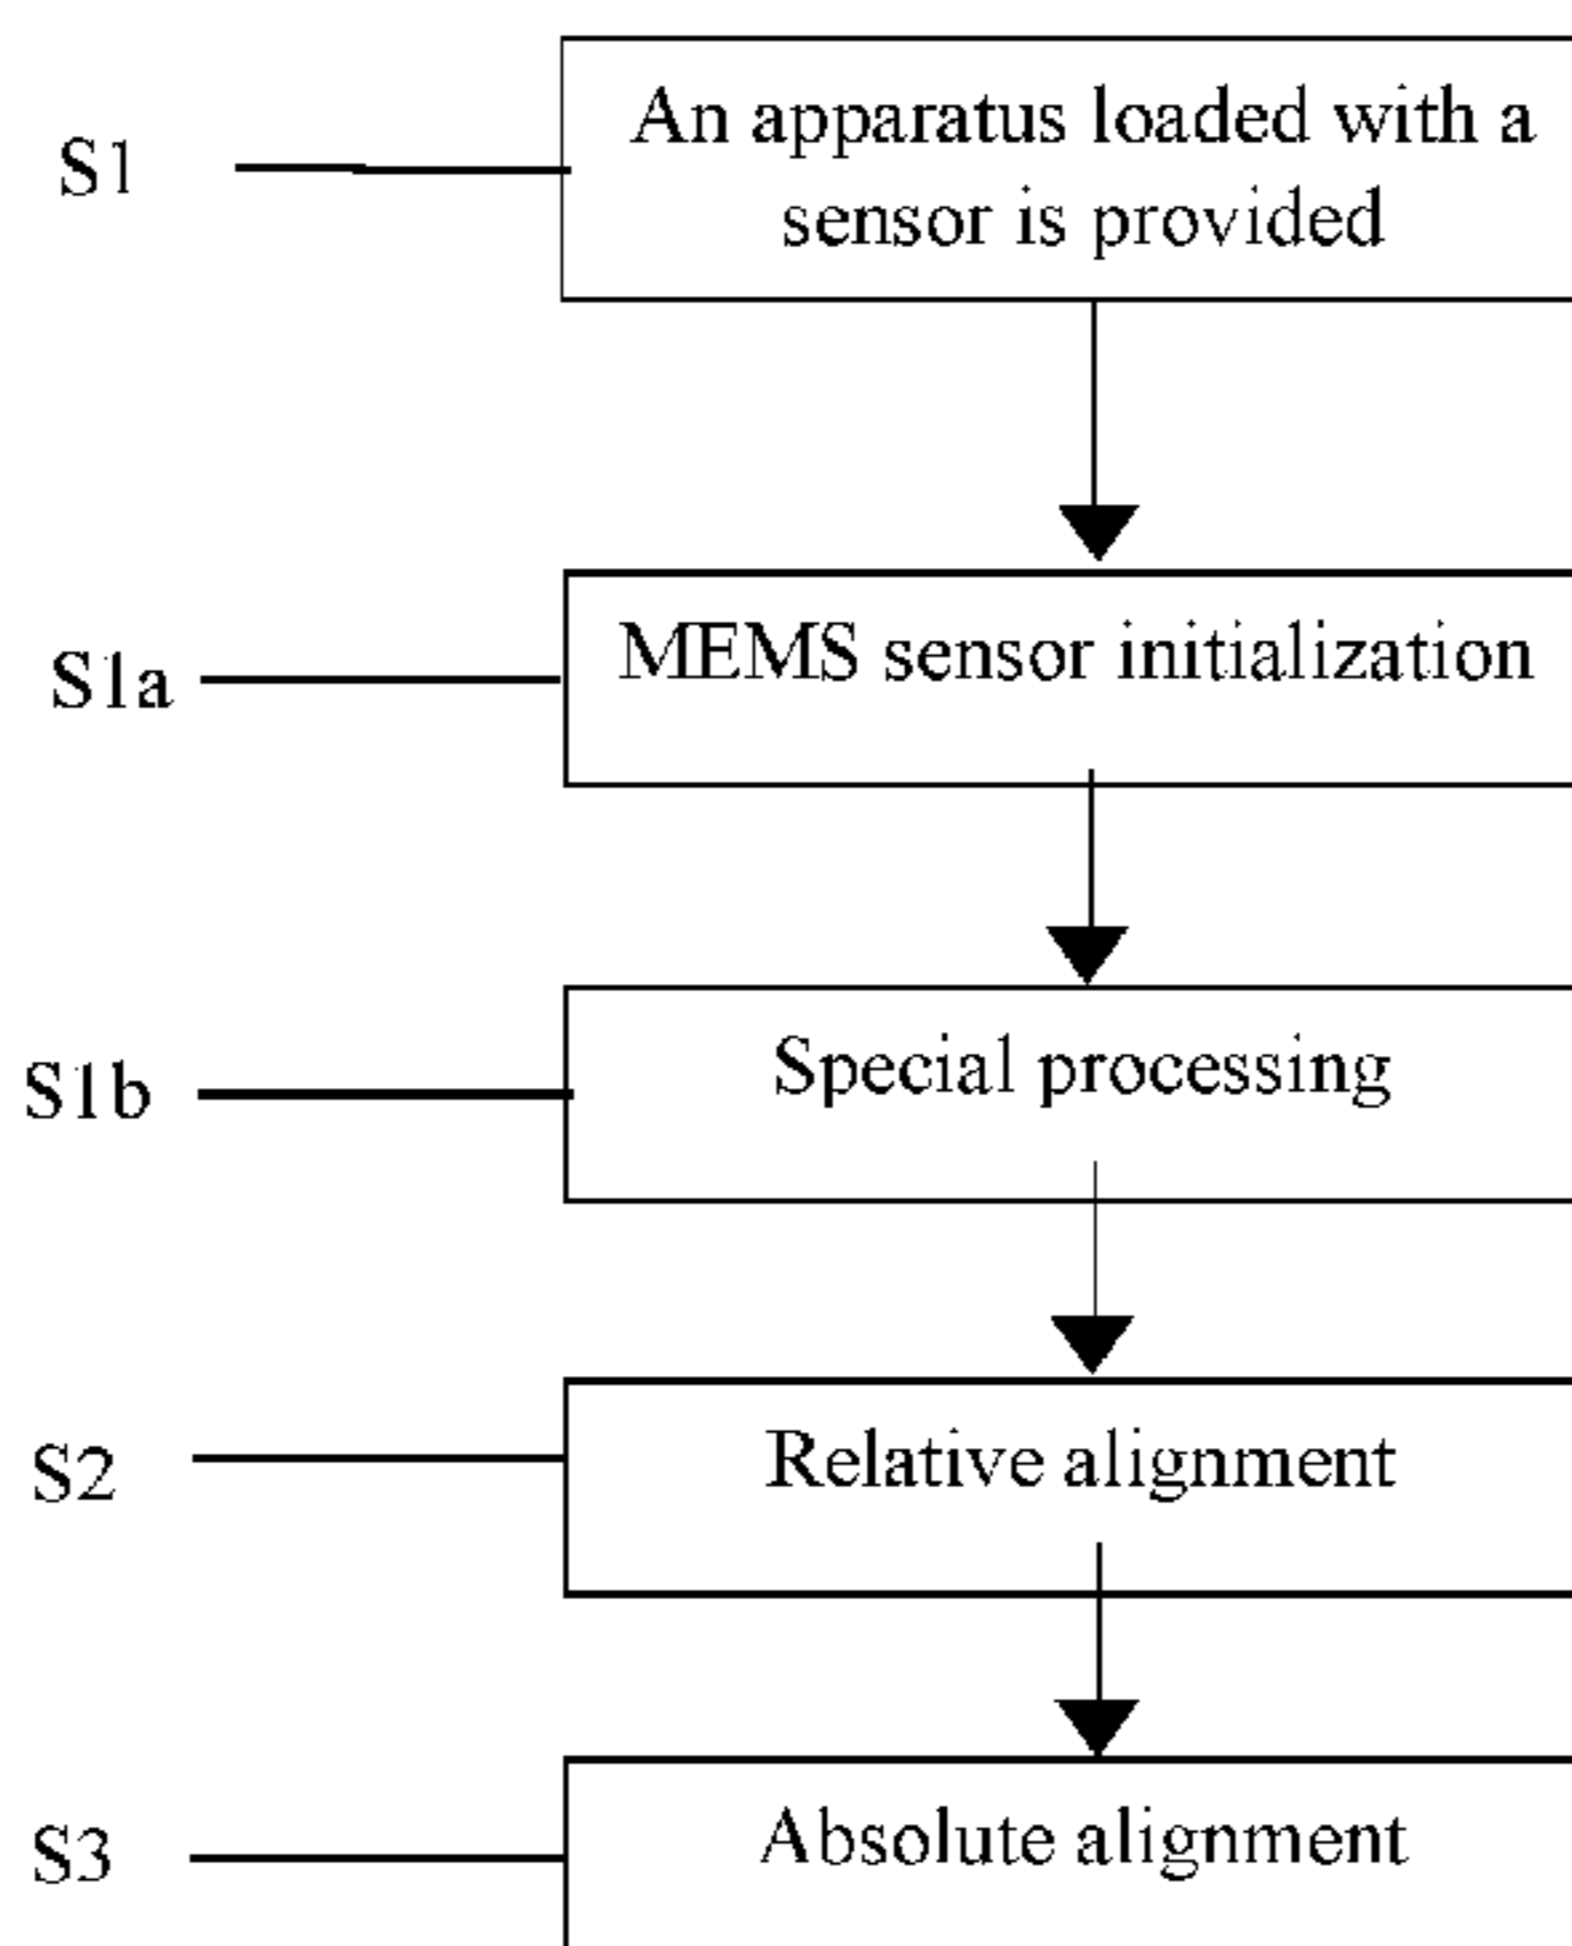 S1
An apparatus loaded with a
sensor is provided
S1a
MEMS sensor initialization
S1b
Special processing
S2
Relative alignment
S3
Absolute alignment